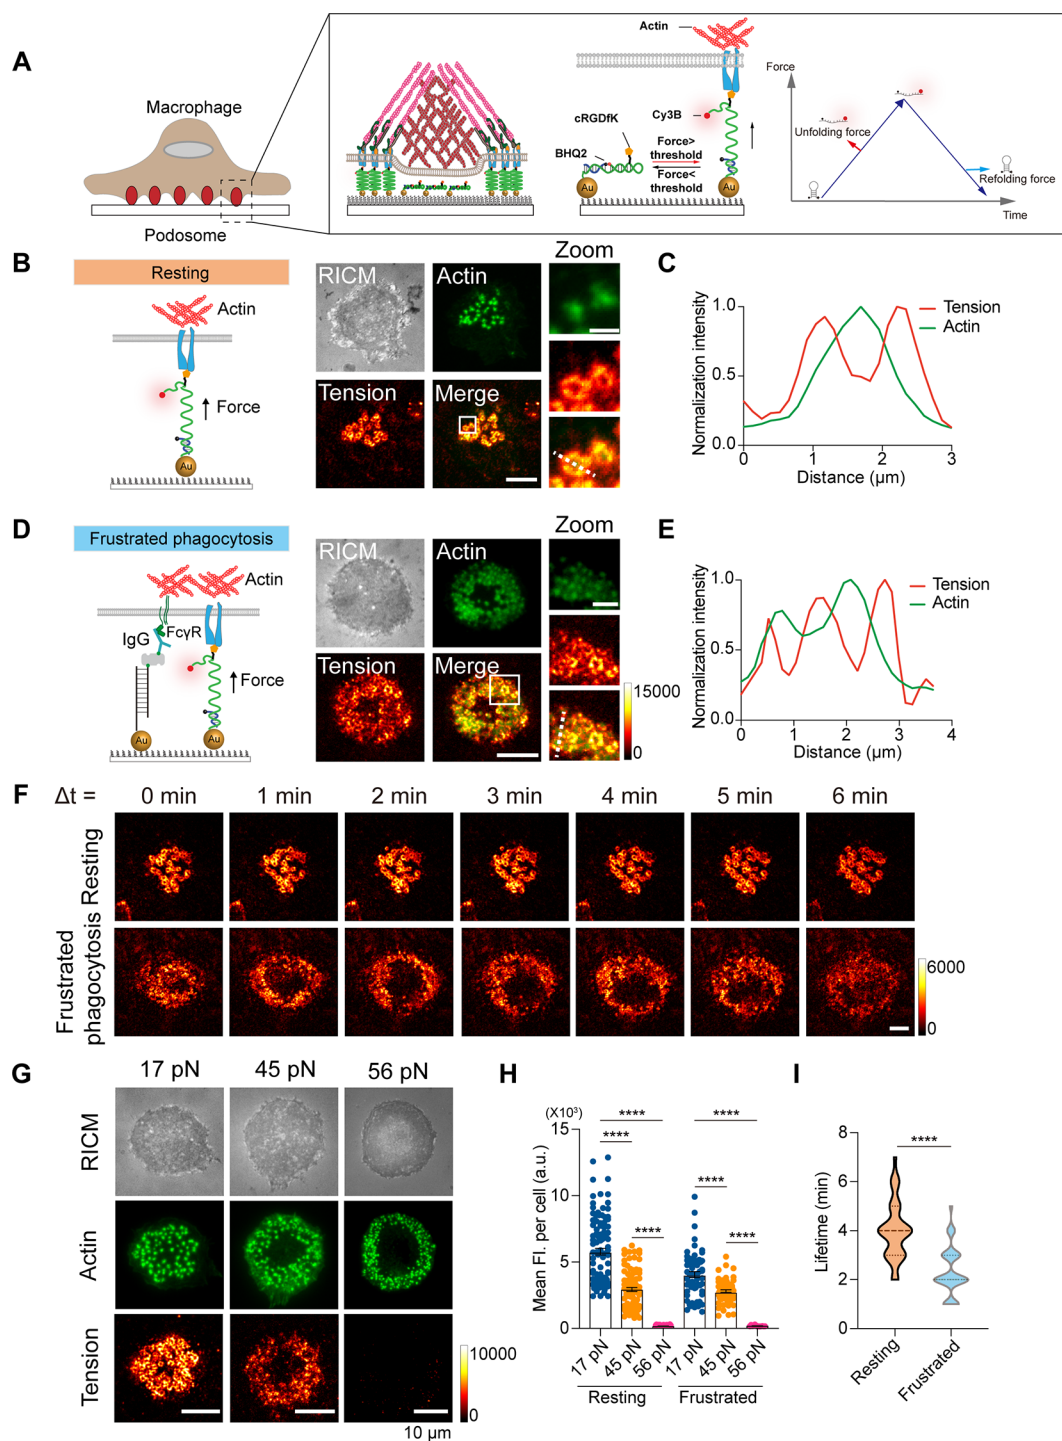 A
Macrophage
Podosome
Actin
cRGDfK
Cy3B
BHQ2
Force>
threshold
Force<
threshold
Au
Au
Force
Unfolding force
Refolding force
Time
B
Resting
Actin
Force
Au
RICM
Actin
Tension
Merge
Zoom
C
Normalization intensity
1.0
0.5
0.0
0
1
2
3
Distance (µm)
Tension
Actin
D
Frustrated phagocytosis
Actin
IgG
FcγR
Force
Au
Au
RICM
Actin
Tension
Merge
Zoom
15000
0
E
Normalization intensity
1.0
0.5
0.0
0
1
2
3
4
Distance (µm)
Tension
Actin
F
Δt =
0 min
1 min
2 min
3 min
4 min
5 min
6 min
Resting
Frustrated
phagocytosis
6000
0
G
17 pN
45 pN
56 pN
RICM
Actin
Tension
10000
0
10 µm
H
(X10³)
Mean Fl. per cell (a.u.)
15
10
5
0
****
****
****
****
****
****
17 pN
45 pN
56 pN
17 pN
45 pN
56 pN
Resting
Frustrated
I
Lifetime (min)
8
6
4
2
0
****
Resting
Frustrated